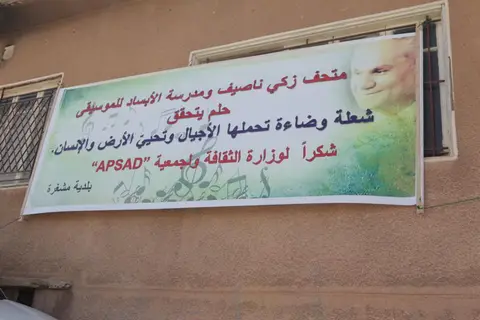 متحف زكي ناصيف ومدرسة الأبساد للموسيقى
حلم يتحقق
شعلة وضاءة تحملها الأجيال وتحيي الأرض والإنسان.
شكراً لوزارة الثقافة ولجمعية "APSAD"
بلدية مشغرة